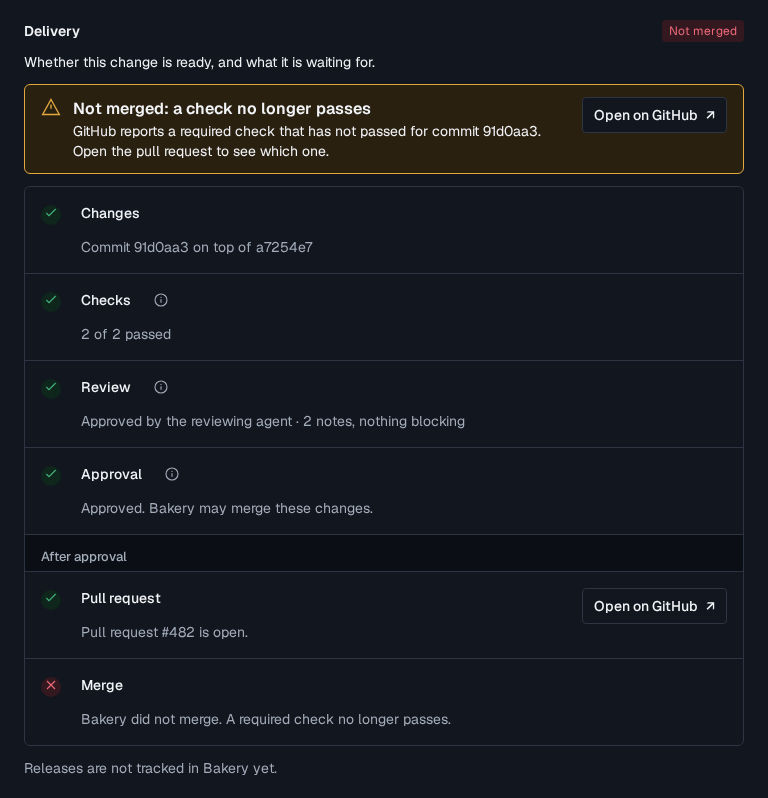 Delivery
Not merged
Whether this change is ready, and what it is waiting for.
Not merged: a check no longer passes
GitHub reports a required check that has not passed for commit 91d0aa3.
Open the pull request to see which one.
Open on GitHub
Changes
Commit 91d0aa3 on top of a7254e7
Checks
2 of 2 passed
Review
Approved by the reviewing agent · 2 notes, nothing blocking
Approval
Approved. Bakery may merge these changes.
After approval
Pull request
Open on GitHub
Pull request #482 is open.
Merge
Bakery did not merge. A required check no longer passes.
Releases are not tracked in Bakery yet.